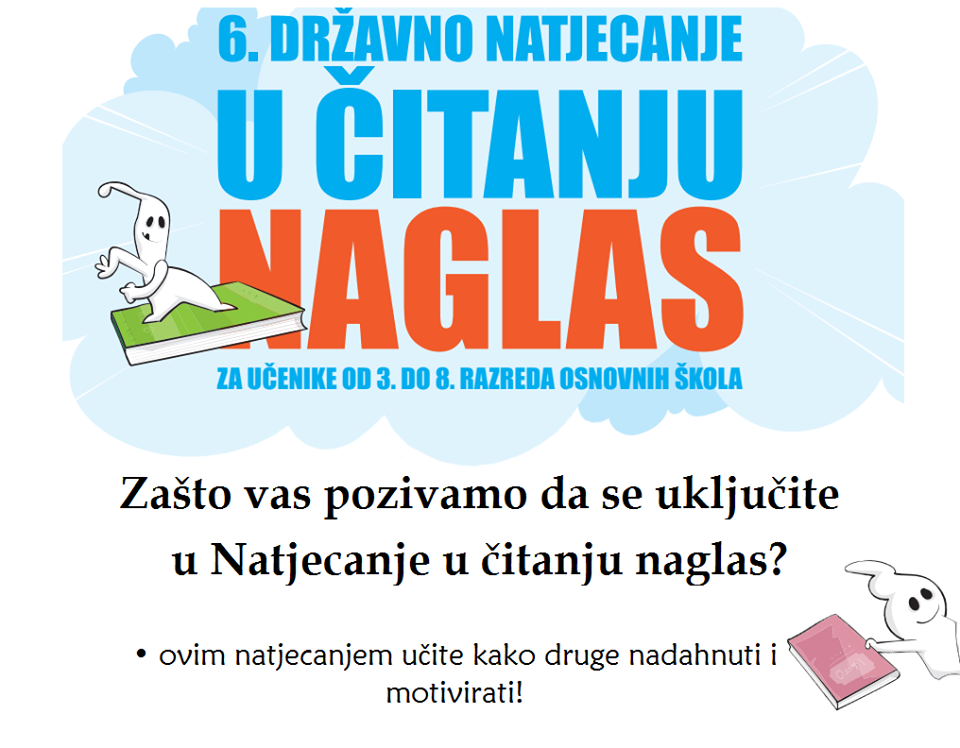 6. DRŽAVNO NATJECANJE
U ČITANJU
NAGLAS
ZA UČENIKE OD 3. DO 8. RAZREDA OSNOVNIH ŠKOLA
Zašto vas pozivamo da se uključite
u Natjecanje u čitanju naglas?
• ovim natjecanjem učite kako druge nadahnuti i
motivirati!